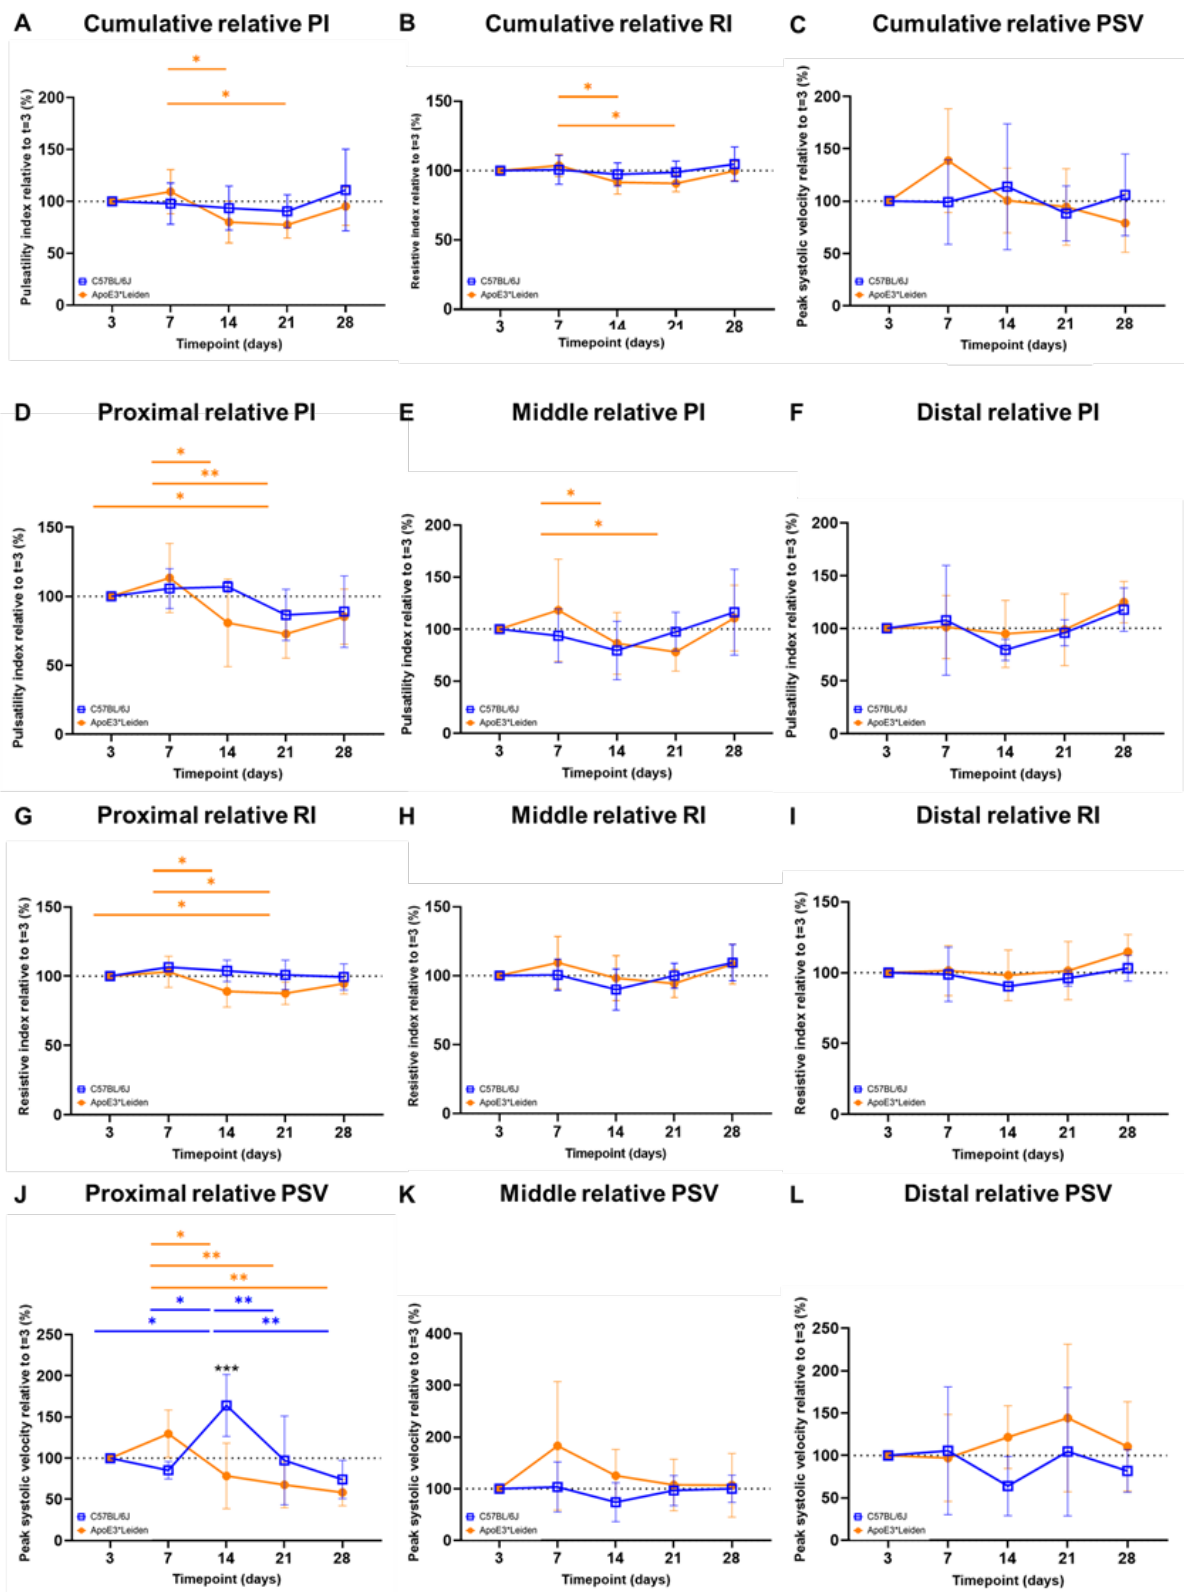 A Cumulative relative PI
B Cumulative relative RI
C Cumulative relative PSV
*
*
Pulsatility index relative to t=3 (%)
200
150
100
50
0
C57BL/6J
ApoE3*Leiden
3 7 14 21 28
Timepoint (days)
*
*
Resistive index relative to t=3 (%)
150
100
50
0
C57BL/6J
ApoE3*Leiden
3 7 14 21 28
Timepoint (days)
Peak systolic velocity relative to t=3 (%)
200
150
100
50
0
C57BL/6J
ApoE3*Leiden
3 7 14 21 28
Timepoint (days)
D Proximal relative PI
E Middle relative PI
F Distal relative PI
*
**
*
Pulsatility index relative to t=3 (%)
150
100
50
0
C57BL/6J
ApoE3*Leiden
3 7 14 21 28
Timepoint (days)
*
*
Pulsatility index relative to t=3 (%)
200
150
100
50
0
C57BL/6J
ApoE3*Leiden
3 7 14 21 28
Timepoint (days)
Pulsatility index relative to t=3 (%)
200
150
100
50
0
C57BL/6J
ApoE3*Leiden
3 7 14 21 28
Timepoint (days)
G Proximal relative RI
H Middle relative RI
I Distal relative RI
*
*
*
Resistive index relative to t=3 (%)
150
100
50
0
C57BL/6J
ApoE3*Leiden
3 7 14 21 28
Timepoint (days)
Resistive index relative to t=3 (%)
150
100
50
0
C57BL/6J
ApoE3*Leiden
3 7 14 21 28
Timepoint (days)
Resistive index relative to t=3 (%)
150
100
50
0
C57BL/6J
ApoE3*Leiden
3 7 14 21 28
Timepoint (days)
J Proximal relative PSV
K Middle relative PSV
L Distal relative PSV
*
**
**
* **
* **
***
Peak systolic velocity relative to t=3 (%)
250
200
150
100
50
0
C57BL/6J
ApoE3*Leiden
3 7 14 21 28
Timepoint (days)
Peak systolic velocity relative to t=3 (%)
400
300
200
100
0
C57BL/6J
ApoE3*Leiden
3 7 14 21 28
Timepoint (days)
Peak systolic velocity relative to t=3 (%)
250
200
150
100
50
0
C57BL/6J
ApoE3*Leiden
3 7 14 21 28
Timepoint (days)